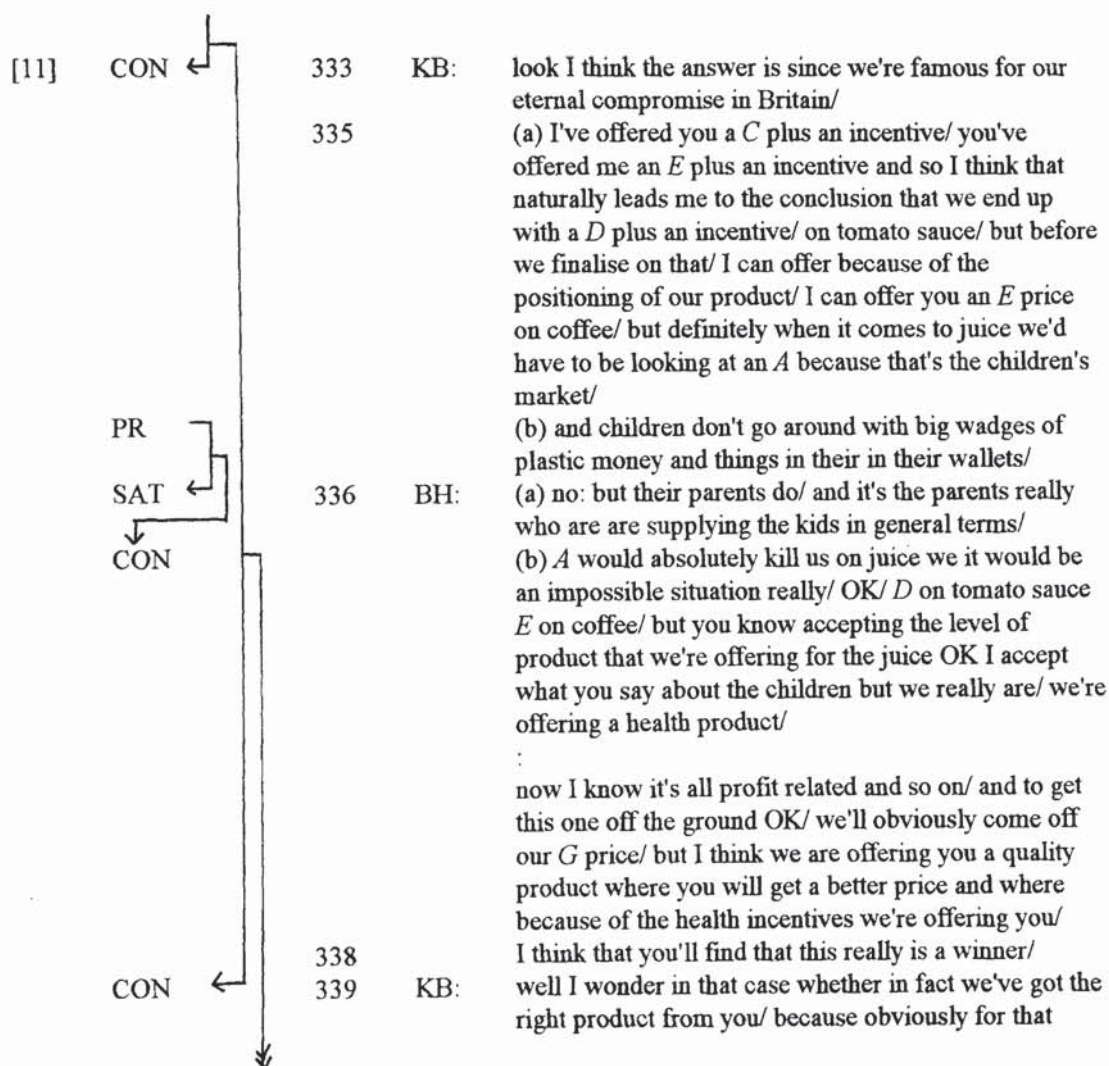 [11] CON 333 KB: look I think the answer is since we're famous for our
eternal compromise in Britain/
335 (a) I've offered you a C plus an incentive/ you've
offered me an E plus an incentive and so I think that
naturally leads me to the conclusion that we end up
with a D plus an incentive/ on tomato sauce/ but before
we finalise on that/ I can offer because of the
positioning of our product/ I can offer you an E price
on coffee/ but definitely when it comes to juice we'd
have to be looking at an A because that's the children's
market/
PR (b) and children don't go around with big wadges of
plastic money and things in their in their wallets/
SAT 336 BH: (a) no: but their parents do/ and it's the parents really
who are are supplying the kids in general terms/
CON (b) A would absolutely kill us on juice we it would be
an impossible situation really/ OK/ D on tomato sauce
E on coffee/ but you know accepting the level of
product that we're offering for the juice OK I accept
what you say about the children but we really are/ we're
offering a health product/
:
now I know it's all profit related and so on/ and to get
this one off the ground OK/ we'll obviously come off
our G price/ but I think we are offering you a quality
product where you will get a better price and where
because of the health incentives we're offering you/
338 I think that you'll find that this really is a winner/
CON 339 KB: well I wonder in that case whether in fact we've got the
right product from you/ because obviously for that